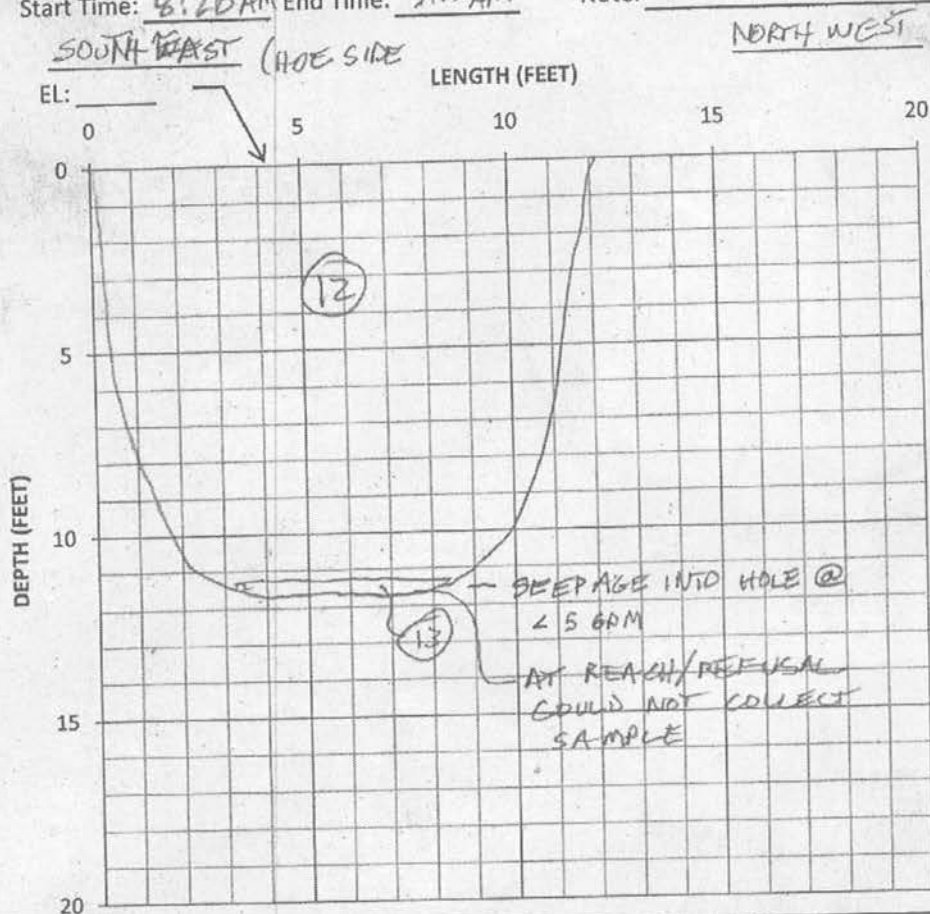 Start Time: 8:20 AM End Time: AM Note:
SOUTH EAST (HOE SIDE
NORTH WEST
LENGTH (FEET)
EL:
0 5 10 15 20
0
12
5
DEPTH (FEET)
10
SEEPAGE INTO HOLE @
< 5 GPM
13
AT REACH/REFUSAL
COULD NOT COLLECT
SAMPLE
15
20